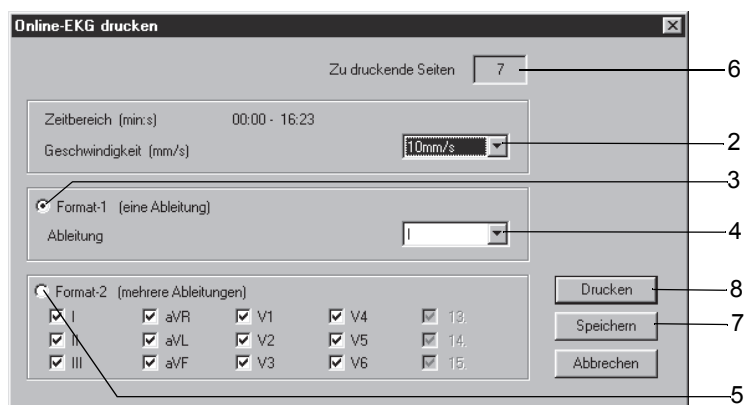 Online-EKG drucken
Zu druckende Seiten 7 6
Zeitbereich (min:s) 00:00 - 16:23
Geschwindigkeit (mm/s) 10mm/s 2
3
Format-1 (eine Ableitung)
Ableitung I 4
Format-2 (mehrere Ableitungen) Drucken 8
I aVR V1 V4 13.
II aVL V2 V5 14. Speichern 7
III aVF V3 V6 15. Abbrechen
5